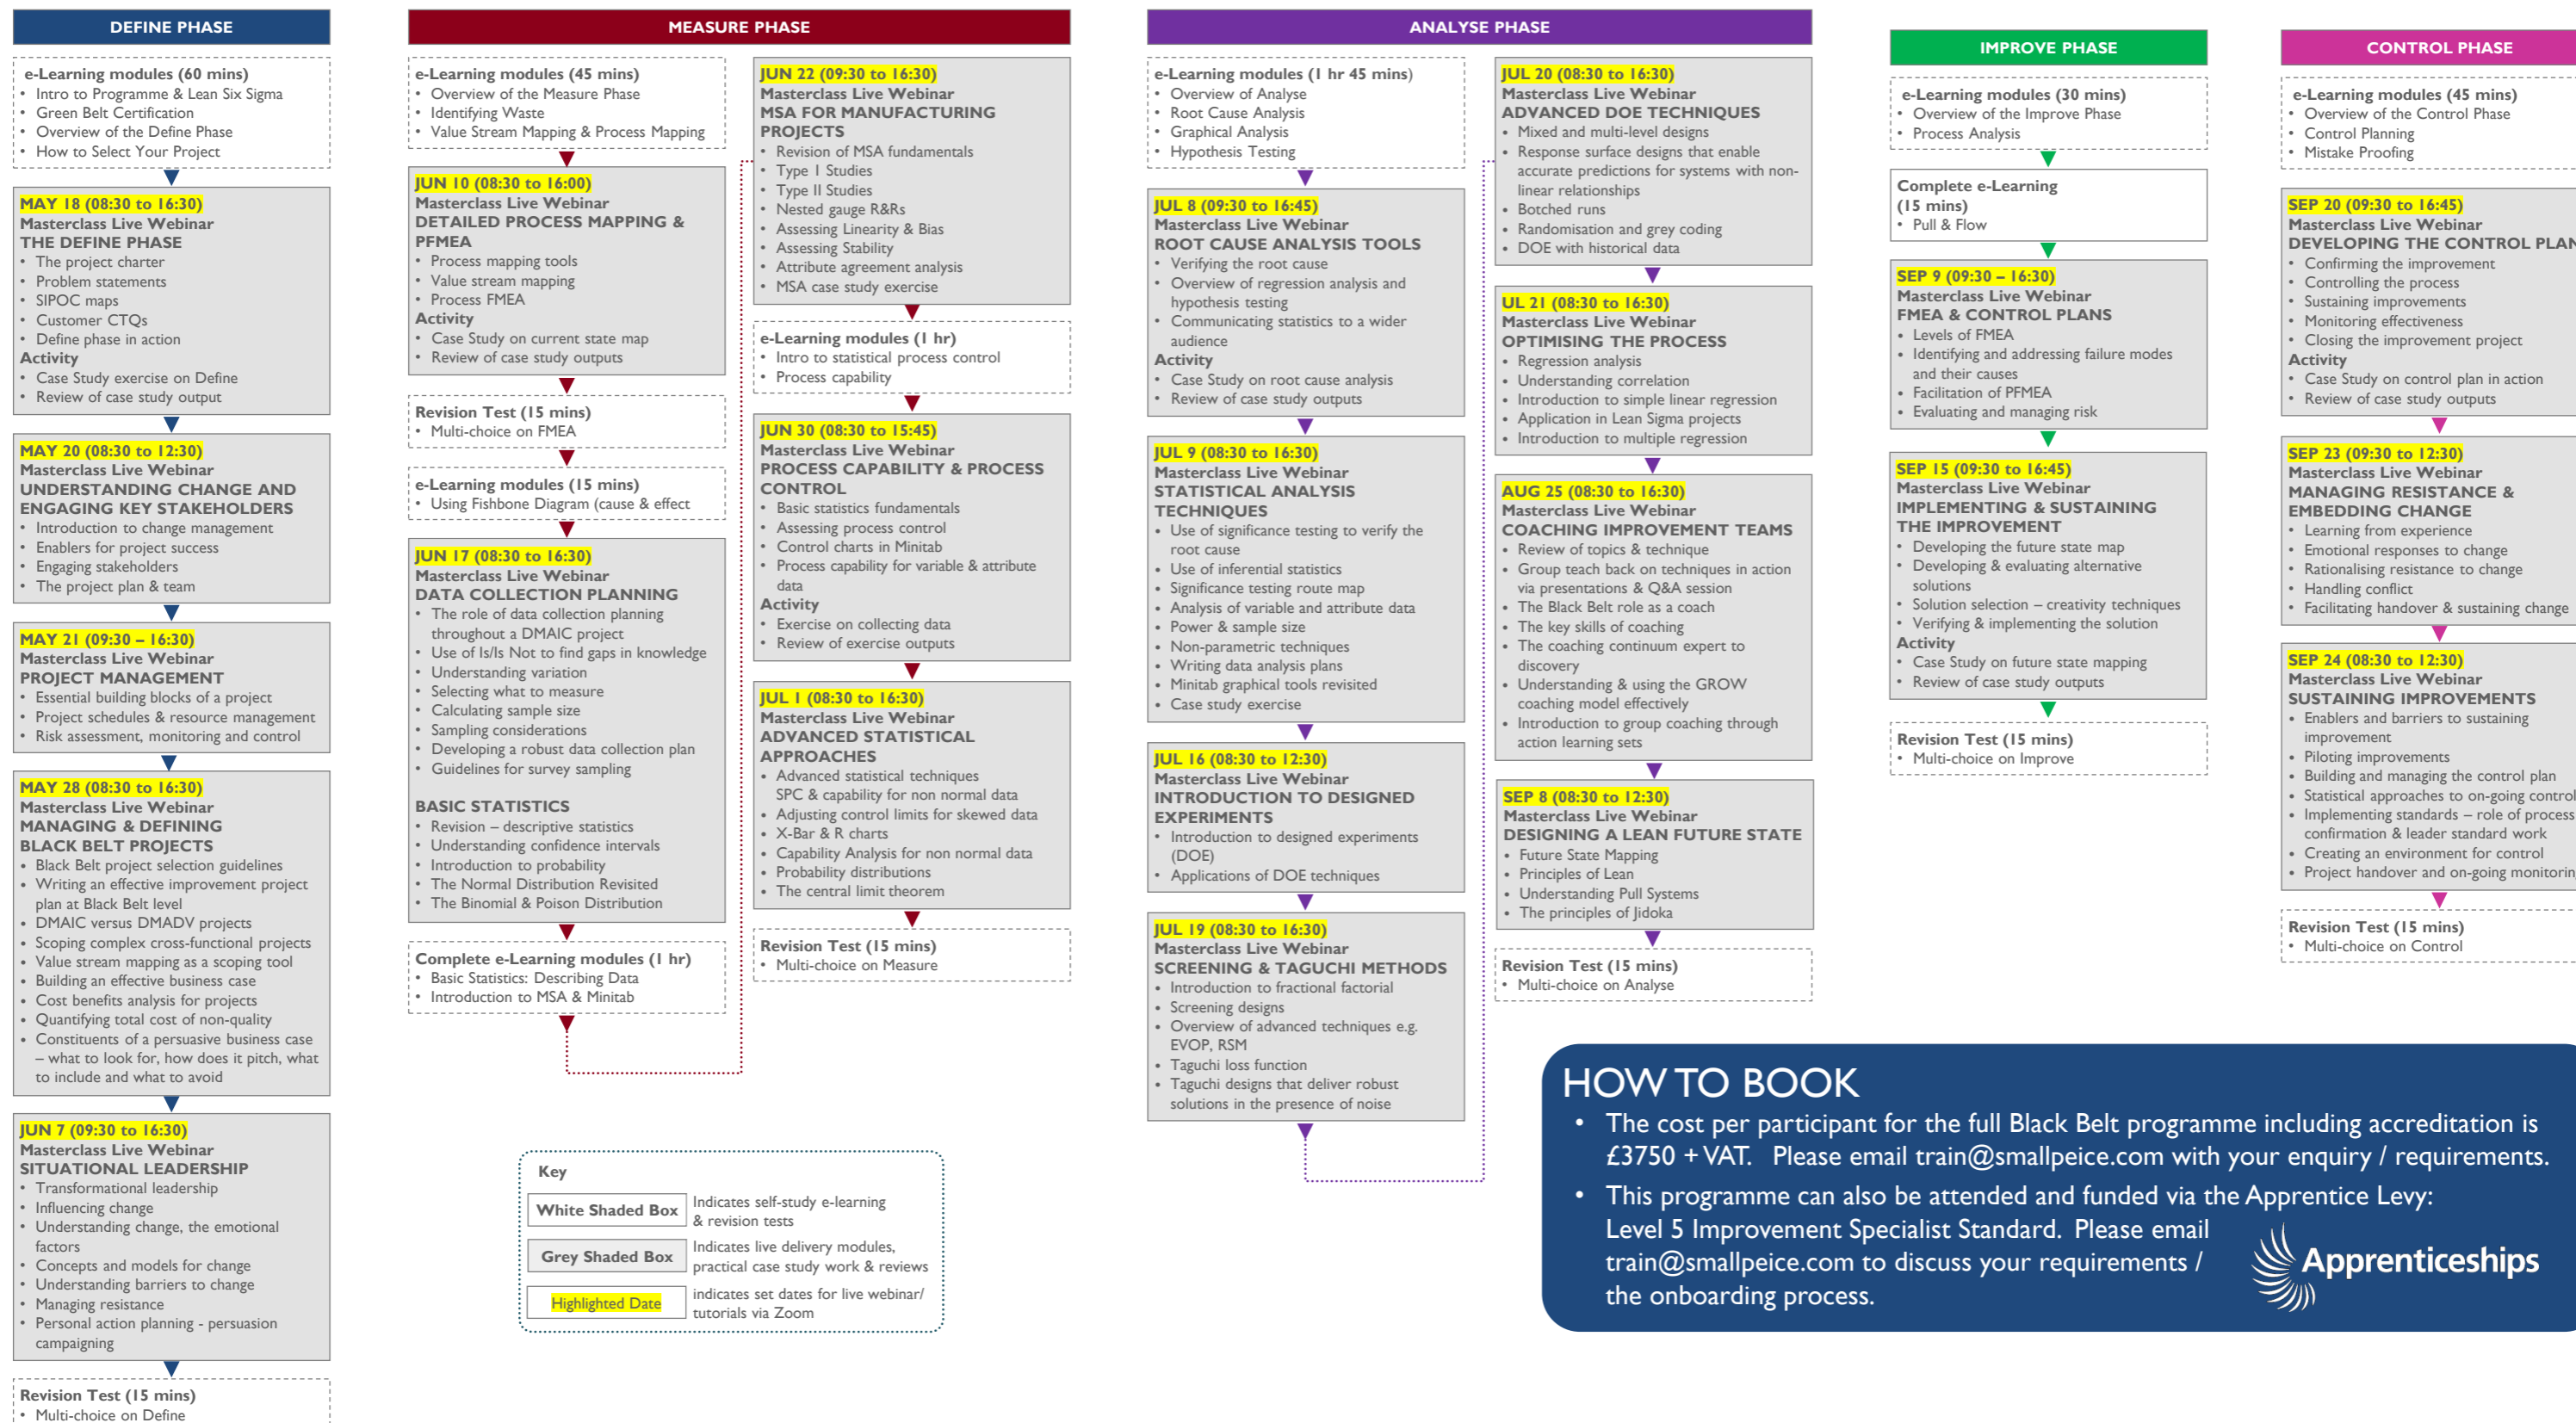 DEFINE PHASE
e-Learning modules (60 mins)
• Intro to Programme & Lean Six Sigma
• Green Belt Certification
• Overview of the Define Phase
• How to Select Your Project
MAY 18 (08:30 to 16:30)
Masterclass Live Webinar
THE DEFINE PHASE
• The project charter
• Problem statements
• SIPOC maps
• Customer CTQs
• Define phase in action
Activity
• Case Study exercise on Define
• Review of case study output
MAY 20 (08:30 to 12:30)
Masterclass Live Webinar
UNDERSTANDING CHANGE AND
ENGAGING KEY STAKEHOLDERS
• Introduction to change management
• Enablers for project success
• Engaging stakeholders
• The project plan & team
MAY 21 (09:30 – 16:30)
Masterclass Live Webinar
PROJECT MANAGEMENT
• Essential building blocks of a project
• Project schedules & resource management
• Risk assessment, monitoring and control
MAY 28 (08:30 to 16:30)
Masterclass Live Webinar
MANAGING & DEFINING
BLACK BELT PROJECTS
• Black Belt project selection guidelines
• Writing an effective improvement project
plan at Black Belt level
• DMAIC versus DMADV projects
• Scoping complex cross-functional projects
• Value stream mapping as a scoping tool
• Building an effective business case
• Cost benefits analysis for projects
• Quantifying total cost of non-quality
• Constituents of a persuasive business case
– what to look for, how does it pitch, what
to include and what to avoid
JUN 7 (09:30 to 16:30)
Masterclass Live Webinar
SITUATIONAL LEADERSHIP
• Transformational leadership
• Influencing change
• Understanding change, the emotional
factors
• Concepts and models for change
• Understanding barriers to change
• Managing resistance
• Personal action planning - persuasion
campaigning
Revision Test (15 mins)
• Multi-choice on Define
MEASURE PHASE
e-Learning modules (45 mins)
• Overview of the Measure Phase
• Identifying Waste
• Value Stream Mapping & Process Mapping
JUN 10 (08:30 to 16:00)
Masterclass Live Webinar
DETAILED PROCESS MAPPING &
PFMEA
• Process mapping tools
• Value stream mapping
• Process FMEA
Activity
• Case Study on current state map
• Review of case study outputs
Revision Test (15 mins)
• Multi-choice on FMEA
e-Learning modules (15 mins)
• Using Fishbone Diagram (cause & effect
JUN 17 (08:30 to 16:30)
Masterclass Live Webinar
DATA COLLECTION PLANNING
• The role of data collection planning
throughout a DMAIC project
• Use of Is/Is Not to find gaps in knowledge
• Understanding variation
• Selecting what to measure
• Calculating sample size
• Sampling considerations
• Developing a robust data collection plan
• Guidelines for survey sampling
BASIC STATISTICS
• Revision – descriptive statistics
• Understanding confidence intervals
• Introduction to probability
• The Normal Distribution Revisited
• The Binomial & Poison Distribution
Complete e-Learning modules (1 hr)
• Basic Statistics: Describing Data
• Introduction to MSA & Minitab
JUN 22 (09:30 to 16:30)
Masterclass Live Webinar
MSA FOR MANUFACTURING
PROJECTS
• Revision of MSA fundamentals
• Type I Studies
• Type II Studies
• Nested gauge R&Rs
• Assessing Linearity & Bias
• Assessing Stability
• Attribute agreement analysis
• MSA case study exercise
e-Learning modules (1 hr)
• Intro to statistical process control
• Process capability
JUN 30 (08:30 to 15:45)
Masterclass Live Webinar
PROCESS CAPABILITY & PROCESS
CONTROL
• Basic statistics fundamentals
• Assessing process control
• Control charts in Minitab
• Process capability for variable & attribute
data
Activity
• Exercise on collecting data
• Review of exercise outputs
JUL 1 (08:30 to 16:30)
Masterclass Live Webinar
ADVANCED STATISTICAL
APPROACHES
• Advanced statistical techniques
SPC & capability for non normal data
• Adjusting control limits for skewed data
• X-Bar & R charts
• Capability Analysis for non normal data
• Probability distributions
• The central limit theorem
Revision Test (15 mins)
• Multi-choice on Measure
Key
White Shaded Box
Indicates self-study e-learning
& revision tests
Grey Shaded Box
Indicates live delivery modules,
practical case study work & reviews
Highlighted Date
indicates set dates for live webinar/
tutorials via Zoom
ANALYSE PHASE
e-Learning modules (1 hr 45 mins)
• Overview of Analyse
• Root Cause Analysis
• Graphical Analysis
• Hypothesis Testing
JUL 8 (09:30 to 16:45)
Masterclass Live Webinar
ROOT CAUSE ANALYSIS TOOLS
• Verifying the root cause
• Overview of regression analysis and
hypothesis testing
• Communicating statistics to a wider
audience
Activity
• Case Study on root cause analysis
• Review of case study outputs
JUL 9 (08:30 to 16:30)
Masterclass Live Webinar
STATISTICAL ANALYSIS
TECHNIQUES
• Use of significance testing to verify the
root cause
• Use of inferential statistics
• Significance testing route map
• Analysis of variable and attribute data
• Power & sample size
• Non-parametric techniques
• Writing data analysis plans
• Minitab graphical tools revisited
• Case study exercise
JUL 16 (08:30 to 12:30)
Masterclass Live Webinar
INTRODUCTION TO DESIGNED
EXPERIMENTS
• Introduction to designed experiments
(DOE)
• Applications of DOE techniques
JUL 19 (08:30 to 16:30)
Masterclass Live Webinar
SCREENING & TAGUCHI METHODS
• Introduction to fractional factorial
• Screening designs
• Overview of advanced techniques e.g.
EVOP, RSM
• Taguchi loss function
• Taguchi designs that deliver robust
solutions in the presence of noise
JUL 20 (08:30 to 16:30)
Masterclass Live Webinar
ADVANCED DOE TECHNIQUES
• Mixed and multi-level designs
• Response surface designs that enable
accurate predictions for systems with non-
linear relationships
• Botched runs
• Randomisation and grey coding
• DOE with historical data
UL 21 (08:30 to 16:30)
Masterclass Live Webinar
OPTIMISING THE PROCESS
• Regression analysis
• Understanding correlation
• Introduction to simple linear regression
• Application in Lean Sigma projects
• Introduction to multiple regression
AUG 25 (08:30 to 16:30)
Masterclass Live Webinar
COACHING IMPROVEMENT TEAMS
• Review of topics & technique
• Group teach back on techniques in action
via presentations & Q&A session
• The Black Belt role as a coach
• The key skills of coaching
• The coaching continuum expert to
discovery
• Understanding & using the GROW
coaching model effectively
• Introduction to group coaching through
action learning sets
SEP 8 (08:30 to 12:30)
Masterclass Live Webinar
DESIGNING A LEAN FUTURE STATE
• Future State Mapping
• Principles of Lean
• Understanding Pull Systems
• The principles of Jidoka
Revision Test (15 mins)
• Multi-choice on Analyse
IMPROVE PHASE
e-Learning modules (30 mins)
• Overview of the Improve Phase
• Process Analysis
Complete e-Learning
(15 mins)
• Pull & Flow
SEP 9 (09:30 – 16:30)
Masterclass Live Webinar
FMEA & CONTROL PLANS
• Levels of FMEA
• Identifying and addressing failure modes
and their causes
• Facilitation of PFMEA
• Evaluating and managing risk
SEP 15 (09:30 to 16:45)
Masterclass Live Webinar
IMPLEMENTING & SUSTAINING
THE IMPROVEMENT
• Developing the future state map
• Developing & evaluating alternative
solutions
• Solution selection – creativity techniques
• Verifying & implementing the solution
Activity
• Case Study on future state mapping
• Review of case study outputs
Revision Test (15 mins)
• Multi-choice on Improve
CONTROL PHASE
e-Learning modules (45 mins)
• Overview of the Control Phase
• Control Planning
• Mistake Proofing
SEP 20 (09:30 to 16:45)
Masterclass Live Webinar
DEVELOPING THE CONTROL PLAN
• Confirming the improvement
• Controlling the process
• Sustaining improvements
• Monitoring effectiveness
• Closing the improvement project
Activity
• Case Study on control plan in action
• Review of case study outputs
SEP 23 (09:30 to 12:30)
Masterclass Live Webinar
MANAGING RESISTANCE &
EMBEDDING CHANGE
• Learning from experience
• Emotional responses to change
• Rationalising resistance to change
• Handling conflict
• Facilitating handover & sustaining change
SEP 24 (08:30 to 12:30)
Masterclass Live Webinar
SUSTAINING IMPROVEMENTS
• Enablers and barriers to sustaining
improvement
• Piloting improvements
• Building and managing the control plan
• Statistical approaches to on-going control
• Implementing standards – role of process
confirmation & leader standard work
• Creating an environment for control
• Project handover and on-going monitorin
Revision Test (15 mins)
• Multi-choice on Control
HOW TO BOOK
• The cost per participant for the full Black Belt programme including accreditation is
£3750 + VAT. Please email train@smallpeice.com with your enquiry / requirements.
• This programme can also be attended and funded via the Apprentice Levy:
Level 5 Improvement Specialist Standard. Please email
train@smallpeice.com to discuss your requirements /
the onboarding process.
Apprenticeships